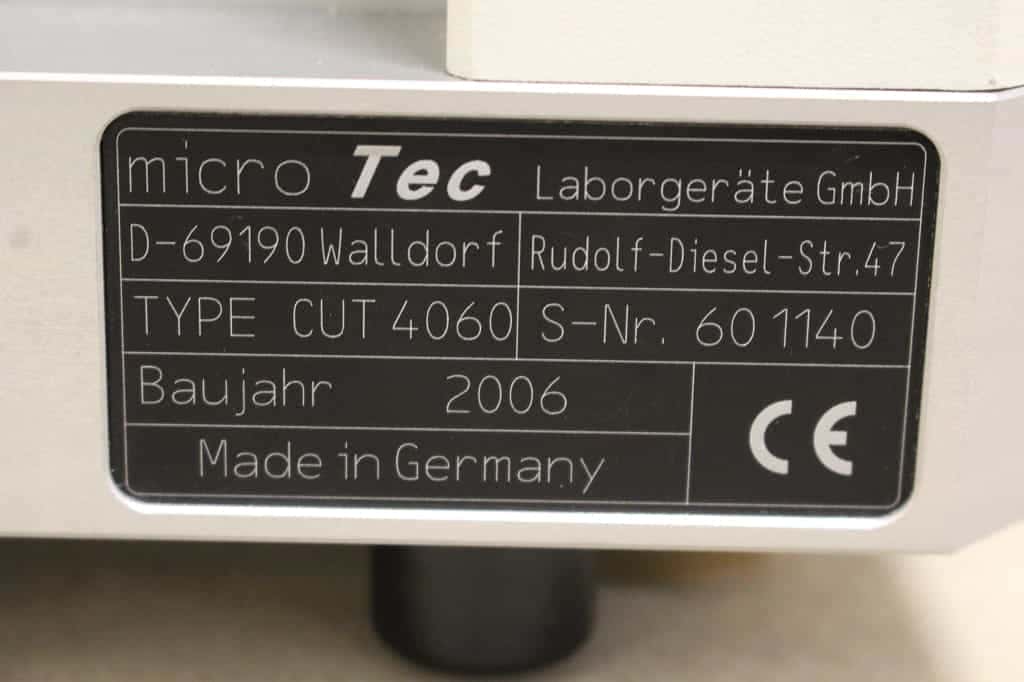 micro Tec Laborgeräte GmbH
D-69190 Walldorf Rudolf-Diesel-Str.47
TYPE CUT 4060 S-Nr. 60 1140
Baujahr 2006
Made in Germany
CE